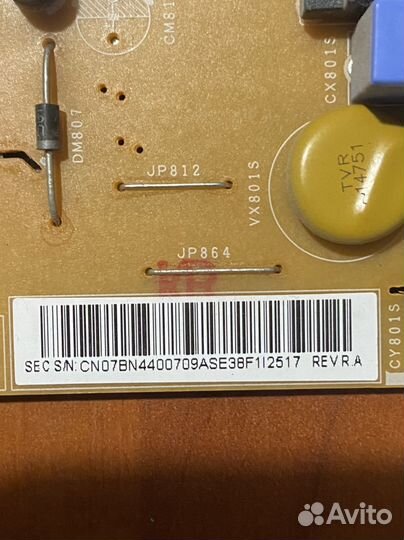 CM81
CX801S
DM807
TVR
14751
JP812
VX801S
JP864
CY801S
SEC S/N: CN07BN4400709ASE38F1I2517 REV R.A
Avito